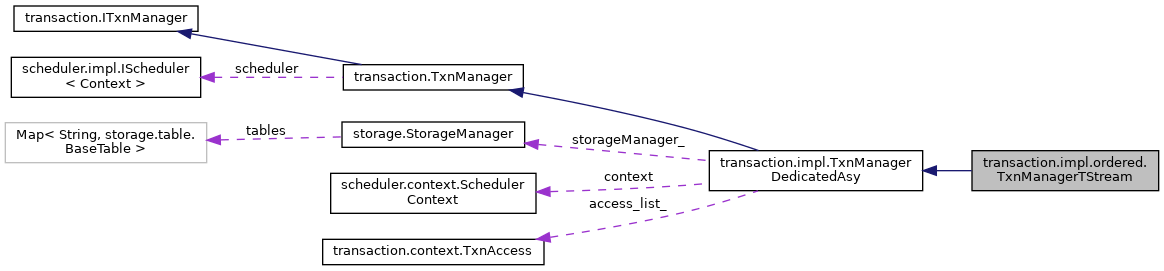 transaction.ITxnManager
scheduler.impl.IScheduler
< Context >
scheduler
transaction.TxnManager
Map< String, storage.table.
BaseTable >
tables
storage.StorageManager
storageManager_
scheduler.context.Scheduler
Context
context
access_list_
transaction.context.TxnAccess
transaction.impl.TxnManager
DedicatedAsy
transaction.impl.ordered.
TxnManagerTStream